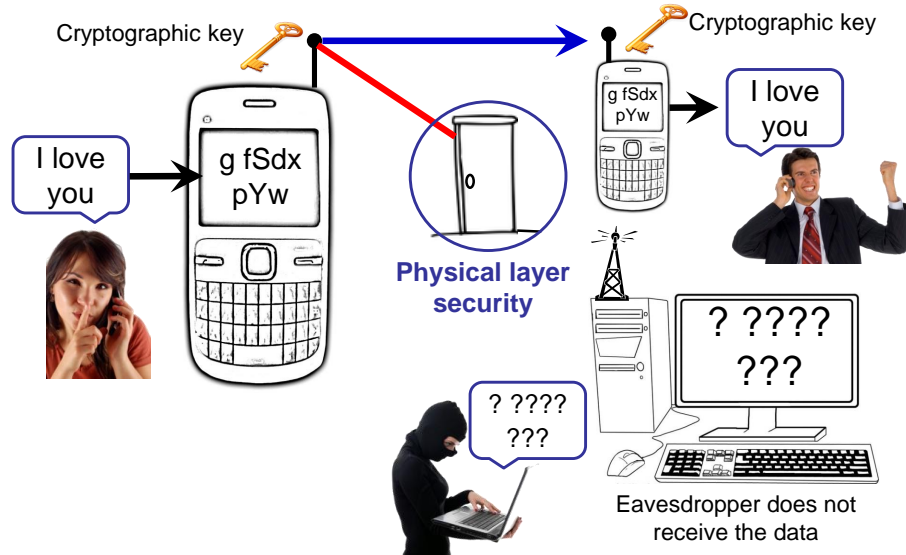 Cryptographic key
Cryptographic key
I love
you
g fSdx
pYw
g fSdx
pYw
I love
you
Physical layer
security
? ????
???
? ????
???
Eavesdropper does not
receive the data